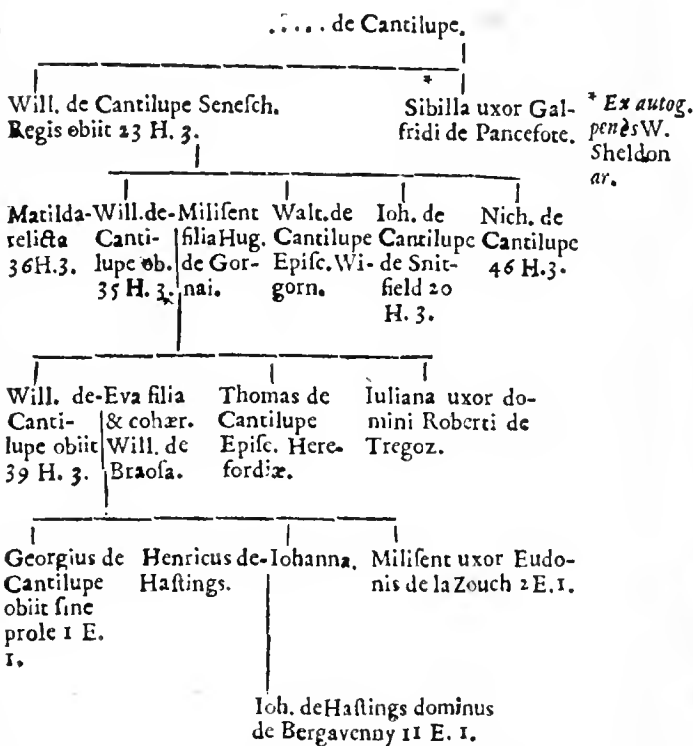 ..... de Cantilupe.
Will. de Cantilupe Seneſch.
Regis obiit 23 H. 3.
*
Sibilla uxor Gal-
fridi de Pancefote.
* Ex autog.
penès W.
Sheldon
ar.
Matilda-
relicta
36 H. 3.
Will. de-
Canti-
lupe ob.
35 H. 3.
Miliſent
filia Hug.
de Gor-
nai.
Walt. de
Cantilupe
Epiſc. Wi-
gorn.
Ioh. de
Cantilupe
de Snit-
field 20
H. 3.
Nich. de
Cantilupe
46 H. 3.
Will. de-
Canti-
lupe obiit
39 H. 3.
Eva filia
& cohær.
Will. de
Braoſa.
Thomas de
Cantilupe
Epiſc. Here-
fordiæ.
Iuliana uxor do-
mini Roberti de
Tregoz.
Georgius de
Cantilupe
obiit ſine
prole 1 E.
1.
Henricus de-
Haſtings.
Iohanna.
Miliſent uxor Eudo-
nis de la Zouch 2 E. 1.
Ioh. de Haſtings dominus
de Bergavenny 11 E. 1.